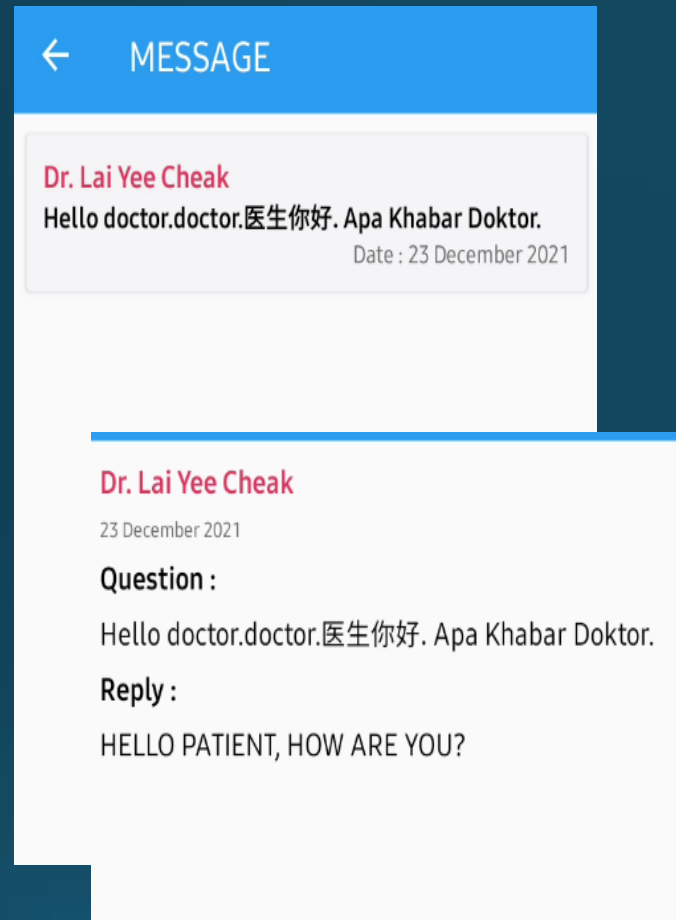 MESSAGE
Dr. Lai Yee Cheak
Hello doctor.doctor.医生你好. Apa Khabar Doktor.
Date : 23 December 2021
Dr. Lai Yee Cheak
23 December 2021
Question :
Hello doctor.doctor.医生你好. Apa Khabar Doktor.
Reply :
HELLO PATIENT, HOW ARE YOU?